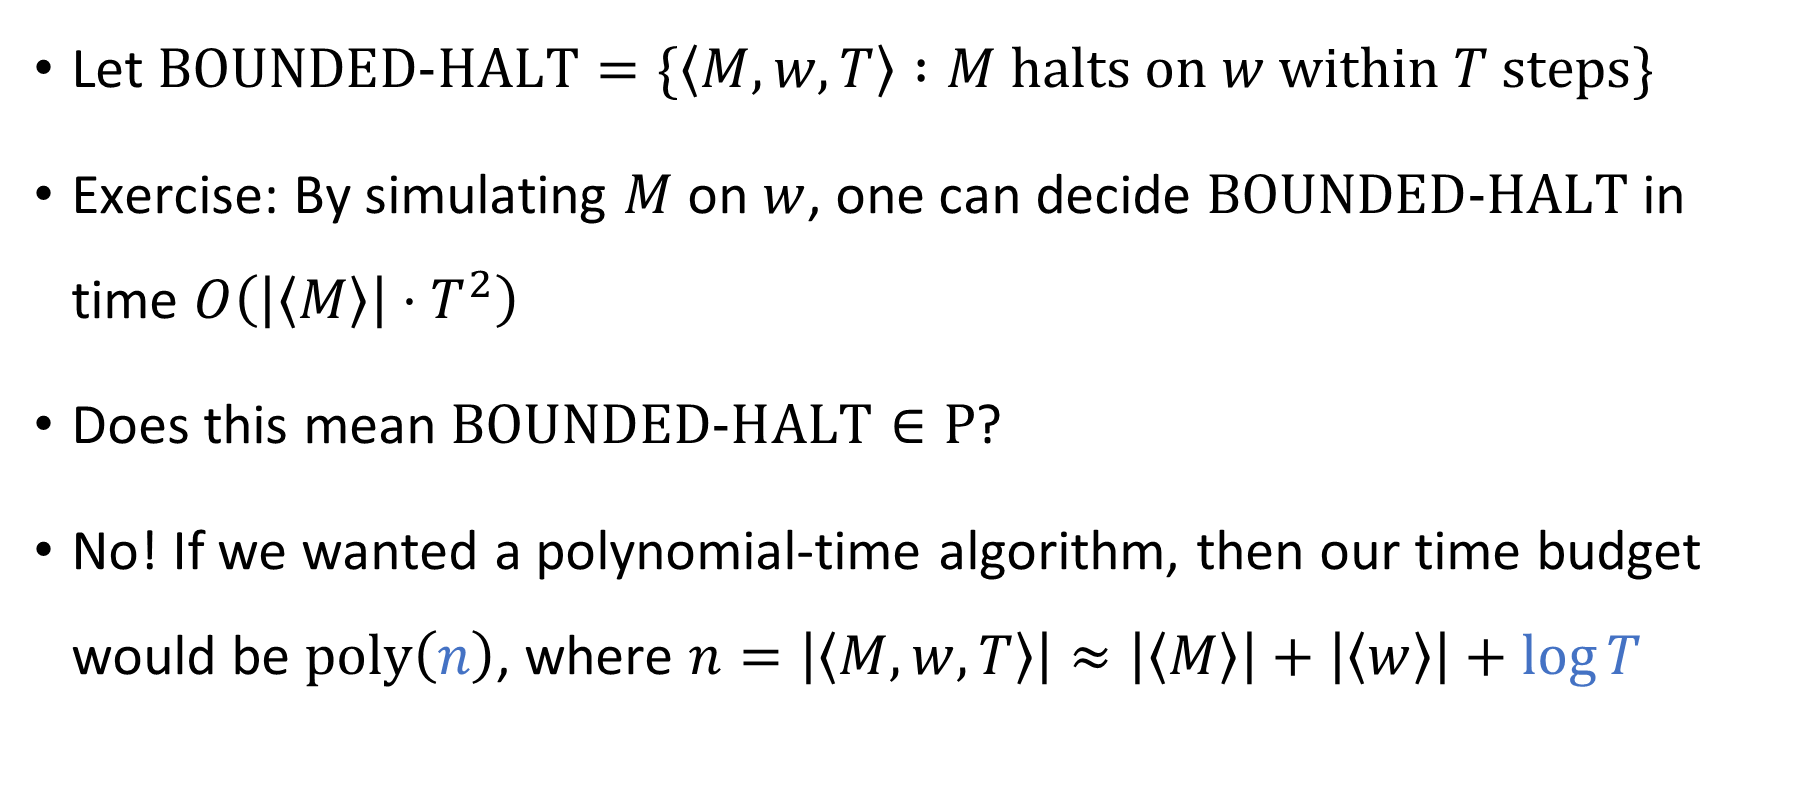 • Let BOUNDED-HALT = {⟨M, w, T⟩ : M halts on w within T steps}
• Exercise: By simulating M on w, one can decide BOUNDED-HALT in
time O(|⟨M⟩| · T²)
• Does this mean BOUNDED-HALT ∈ P?
• No! If we wanted a polynomial-time algorithm, then our time budget
would be poly(n), where n = |⟨M, w, T⟩| ≈ |⟨M⟩| + |⟨w⟩| + log T